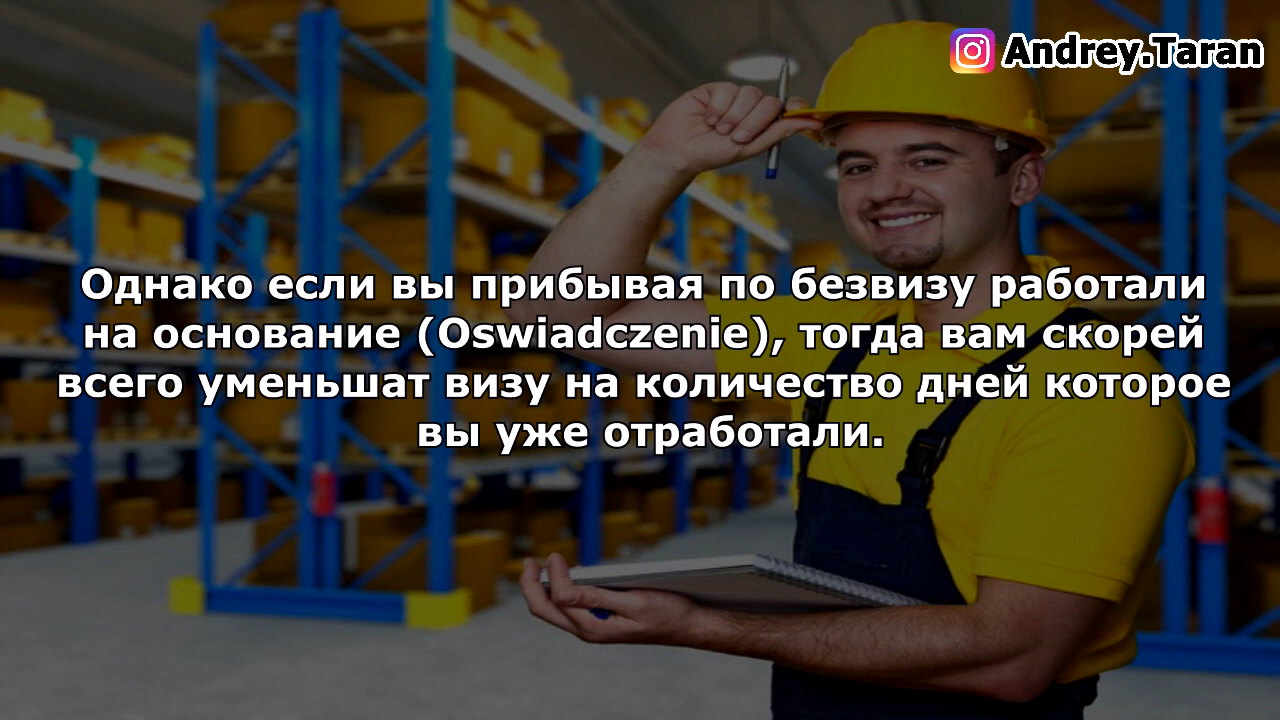 Andrey.Taran
Однако если вы прибывая по безвизу работали
на основание (Oswiadczenie), тогда вам скорей
всего уменьшат визу на количество дней которое
вы уже отработали.